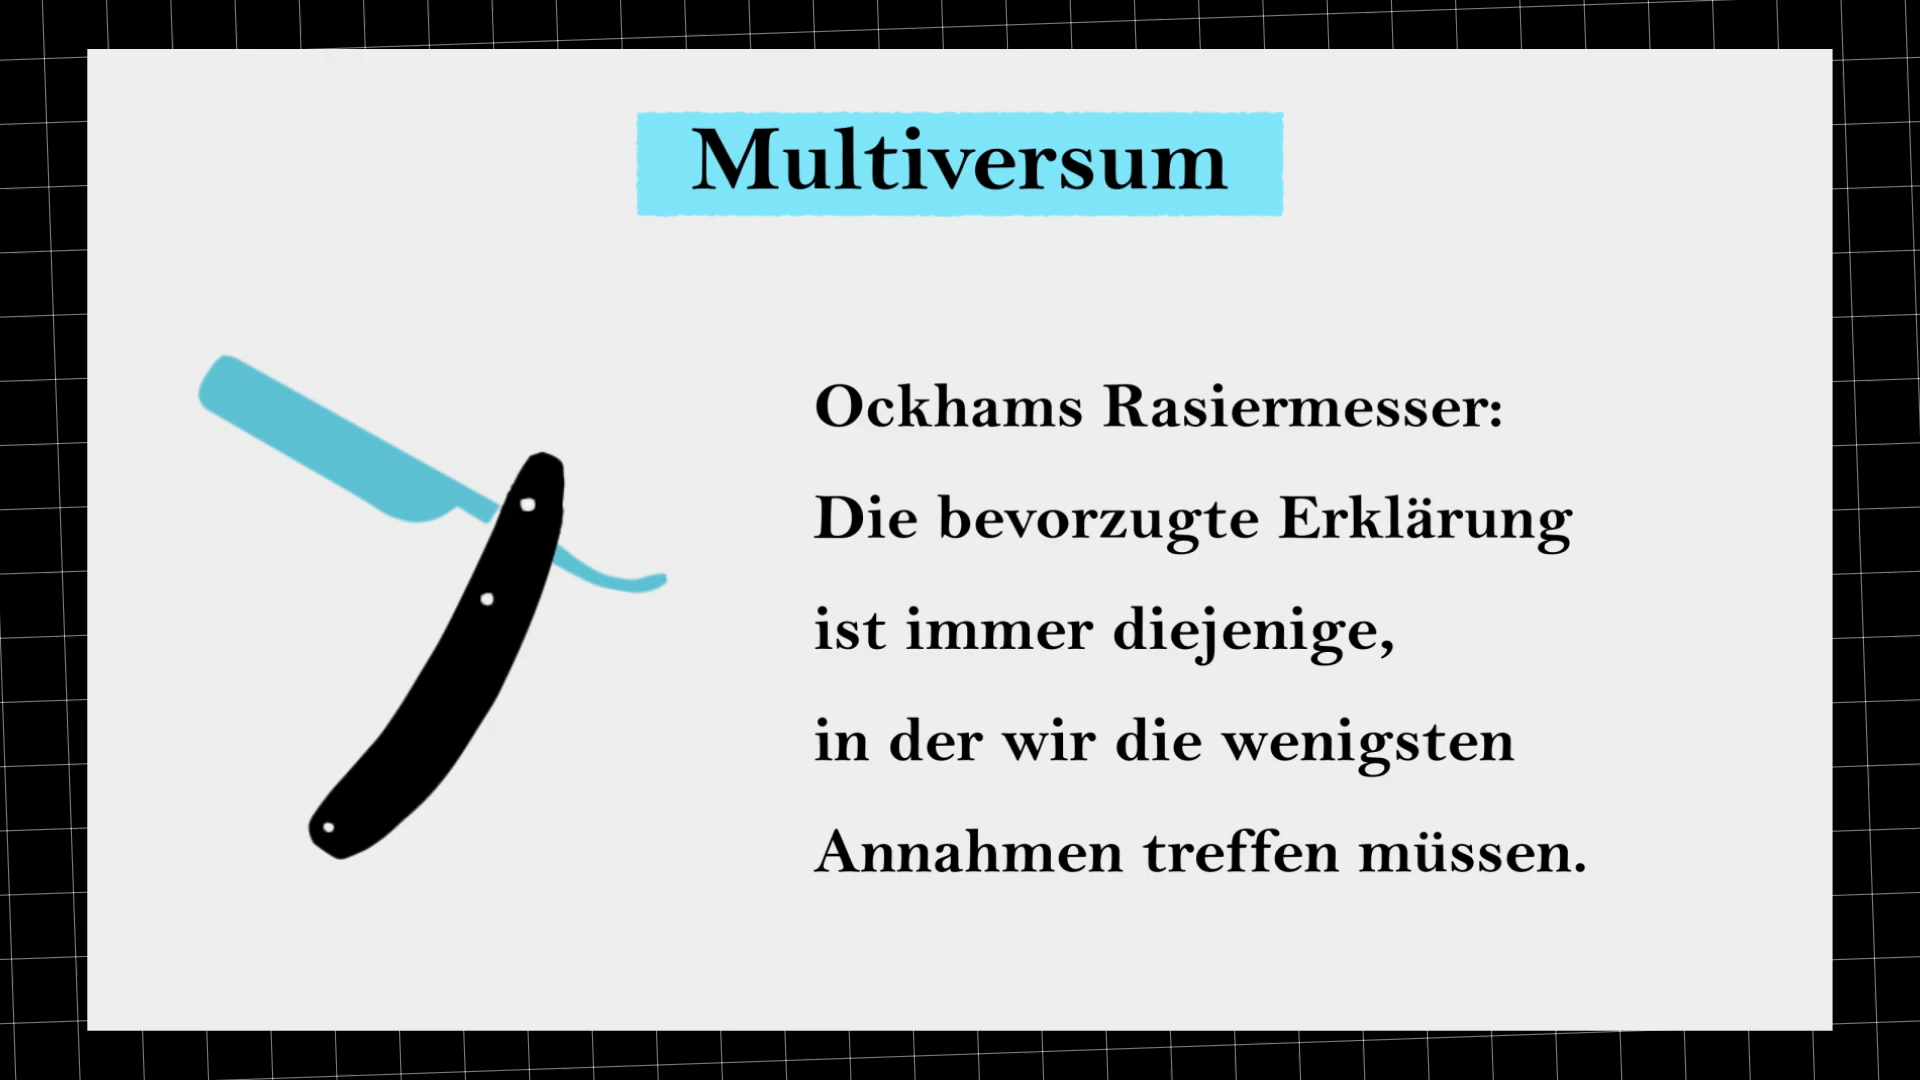 Multiversum
Ockhams Rasiermesser:
Die bevorzugte Erklärung
ist immer diejenige,
in der wir die wenigsten
Annahmen treffen müssen.